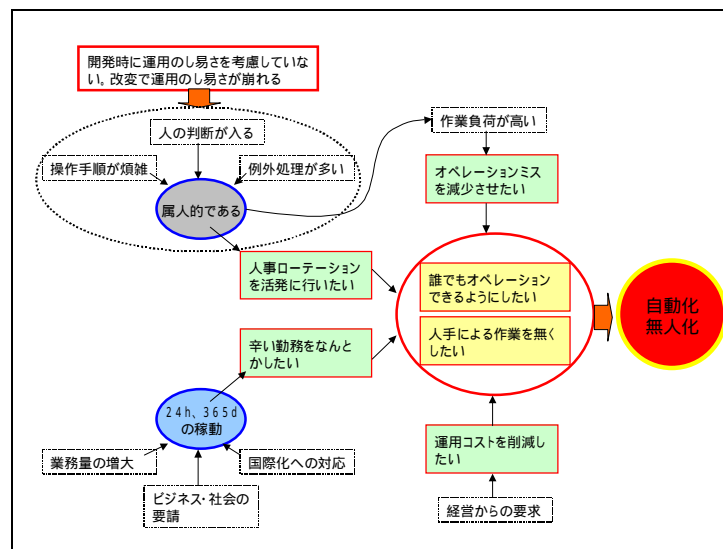 開発時に運用のし易さを考慮していな
い。改変で運用のし易さが崩れる
人の判断が入る
操作手順が煩雑
例外処理が多い
属人的である
作業負荷が高い
オペレーションミス
を減少させたい
人事ローテーション
を活発に行いたい
誰でもオペレーション
できるようにしたい
人手による作業を無く
したい
自動化
無人化
辛い勤務をなんと
かしたい
24h、365d
の稼動
業務量の増大
国際化への対応
ビジネス・社会の
要請
運用コストを削減し
たい
経営からの要求